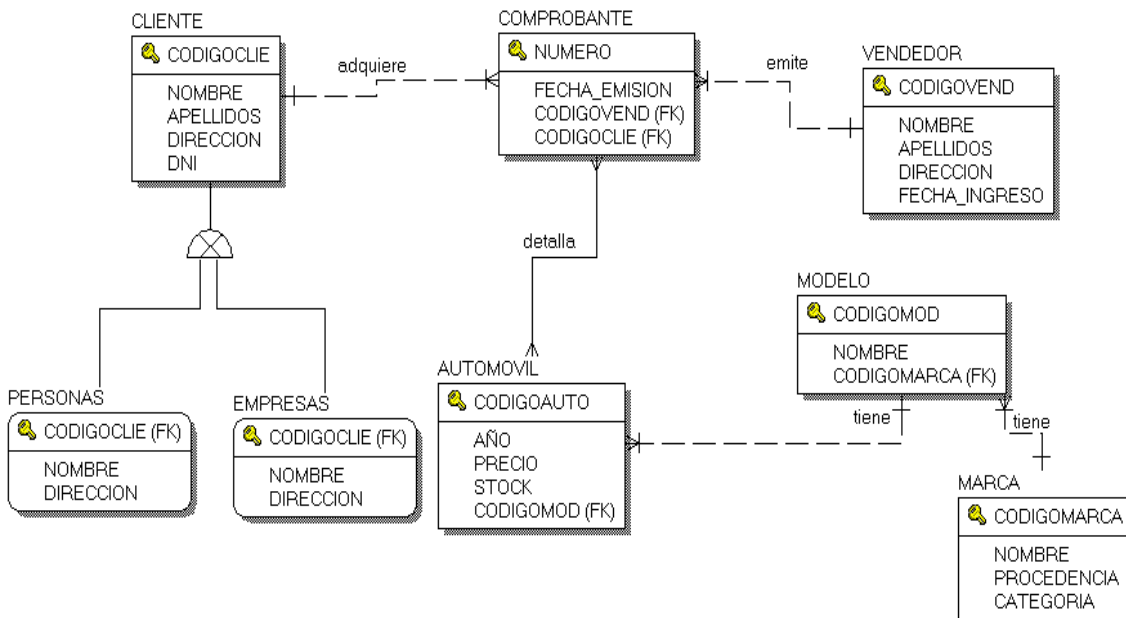 CLIENTE
CODIGOCLIE
NOMBRE
APELLIDOS
DIRECCION
DNI
adquiere
COMPROBANTE
NUMERO
FECHA_EMISION
CODIGOVEND (FK)
CODIGOCLIE (FK)
emite
VENDEDOR
CODIGOVEND
NOMBRE
APELLIDOS
DIRECCION
FECHA_INGRESO
detalla
MODELO
CODIGOMOD
NOMBRE
CODIGOMARCA (FK)
tiene
tiene
PERSONAS
CODIGOCLIE (FK)
NOMBRE
DIRECCION
EMPRESAS
CODIGOCLIE (FK)
NOMBRE
DIRECCION
AUTOMOVIL
CODIGOAUTO
AÑO
PRECIO
STOCK
CODIGOMOD (FK)
MARCA
CODIGOMARCA
NOMBRE
PROCEDENCIA
CATEGORIA